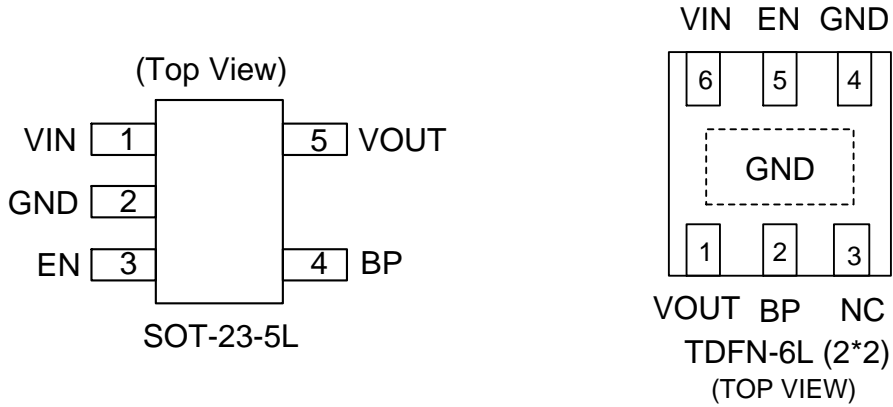 (Top View)
VIN 1 5 VOUT
GND 2
EN 3 4 BP
SOT-23-5L
VIN EN GND
6 5 4
GND
1 2 3
VOUT BP NC
TDFN-6L (2*2)
(TOP VIEW)